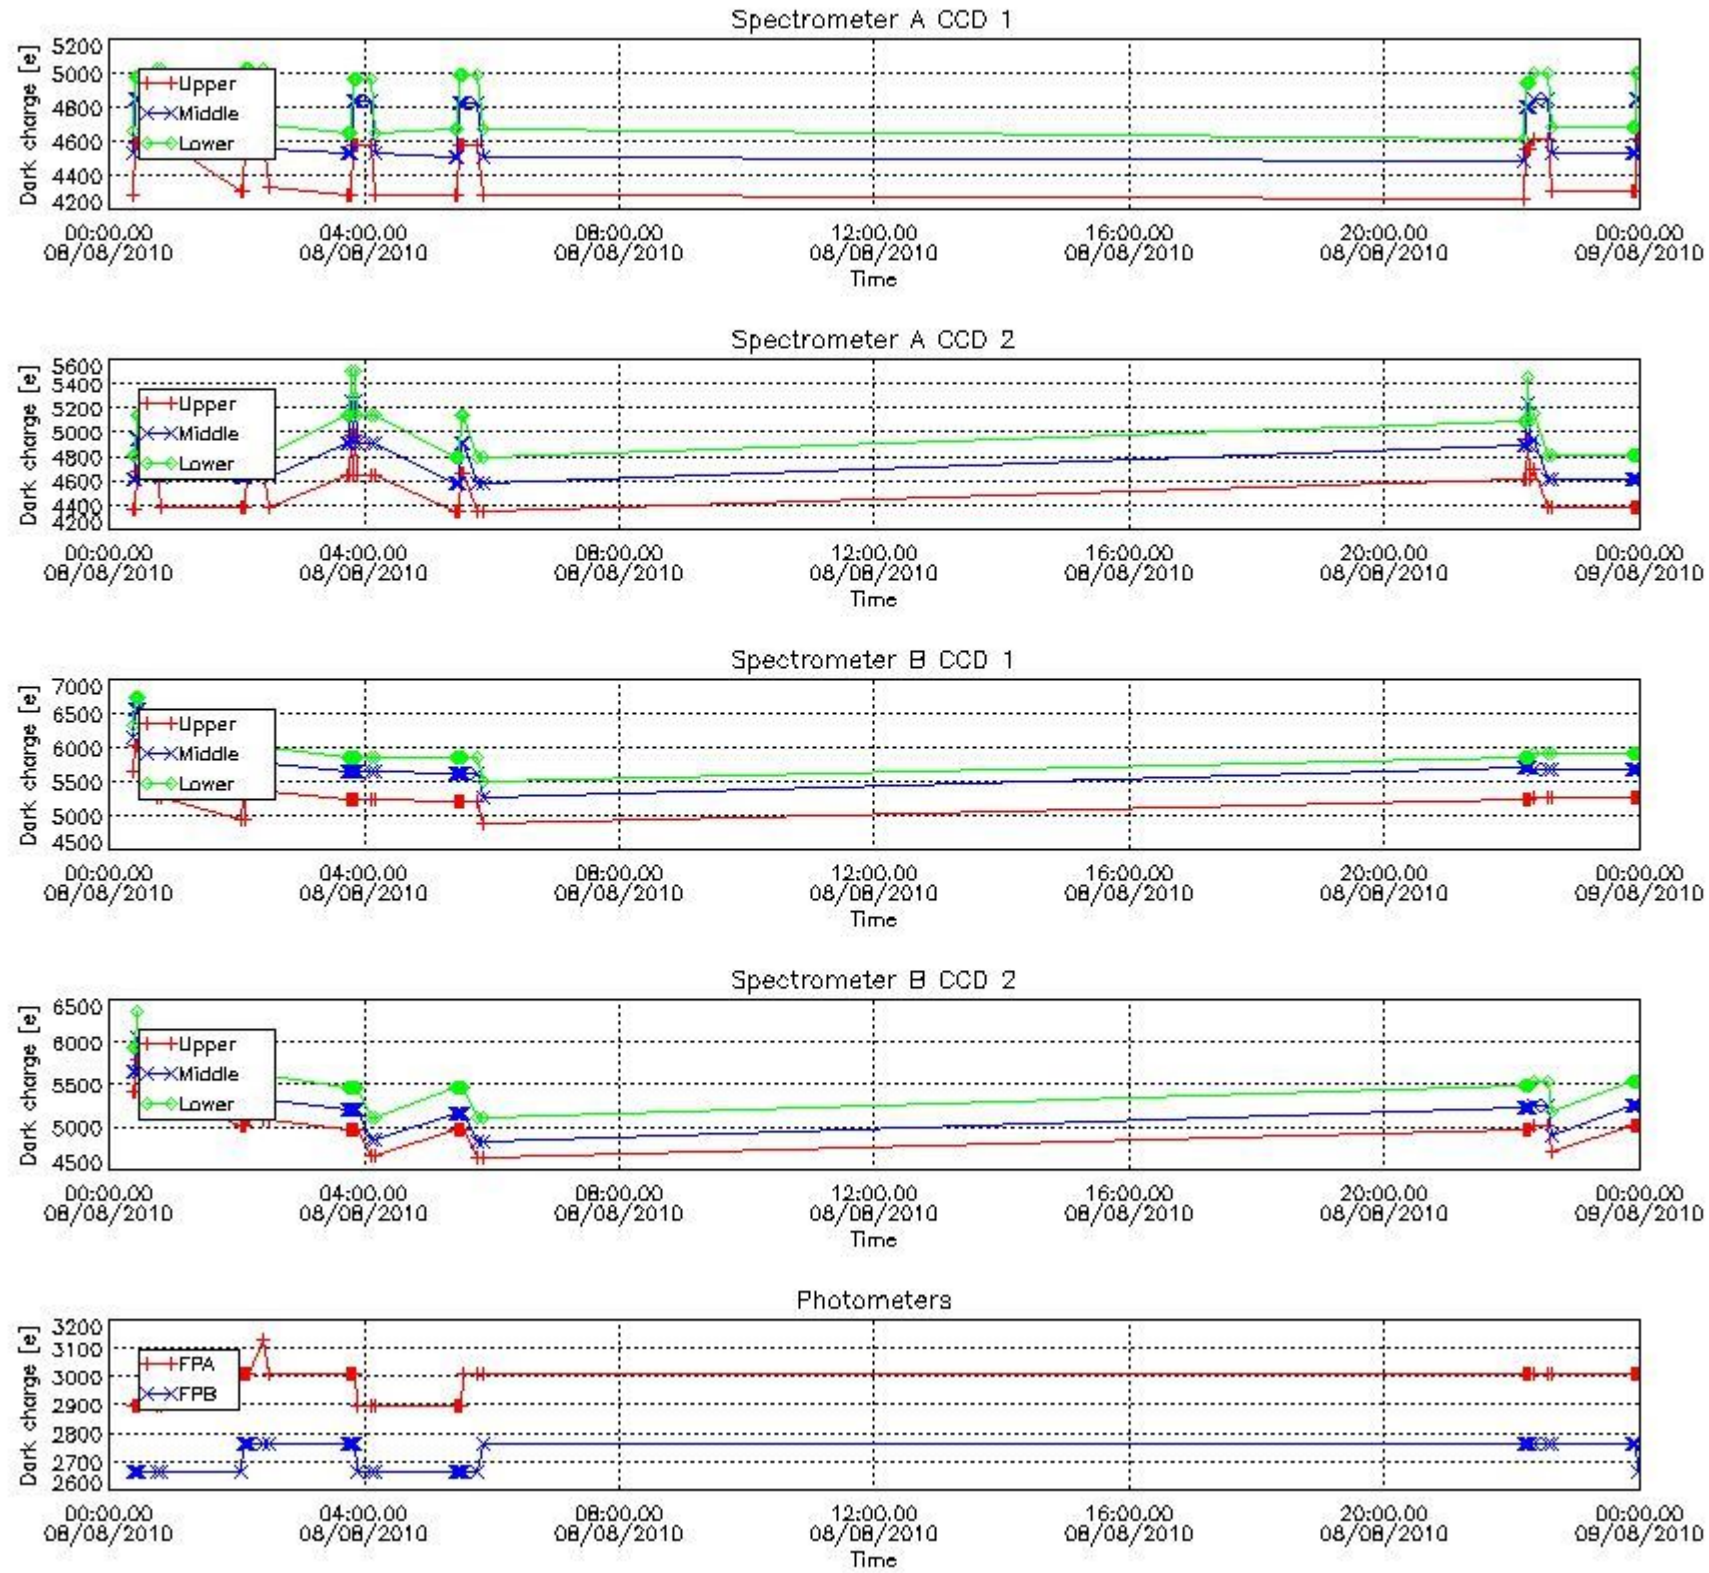 Spectrometer A CCD 1
Dark charge [e]
5200
5000
4800
4600
4400
4200
Upper
Middle
Lower
00:00.00 04:00.00 08:00.00 12:00.00 16:00.00 20:00.00 00:00.00
08/08/2010 08/08/2010 08/08/2010 08/08/2010 08/08/2010 08/08/2010 09/08/2010
Time
Spectrometer A CCD 2
Dark charge [e]
5600
5400
5200
5000
4800
4600
4400
4200
Upper
Middle
Lower
00:00.00 04:00.00 08:00.00 12:00.00 16:00.00 20:00.00 00:00.00
08/08/2010 08/08/2010 08/08/2010 08/08/2010 08/08/2010 08/08/2010 09/08/2010
Time
Spectrometer B CCD 1
Dark charge [e]
7000
6500
6000
5500
5000
4500
Upper
Middle
Lower
00:00.00 04:00.00 08:00.00 12:00.00 16:00.00 20:00.00 00:00.00
08/08/2010 08/08/2010 08/08/2010 08/08/2010 08/08/2010 08/08/2010 09/08/2010
Time
Spectrometer B CCD 2
Dark charge [e]
6500
6000
5500
5000
4500
Upper
Middle
Lower
00:00.00 04:00.00 08:00.00 12:00.00 16:00.00 20:00.00 00:00.00
08/08/2010 08/08/2010 08/08/2010 08/08/2010 08/08/2010 08/08/2010 09/08/2010
Time
Photometers
Dark charge [e]
3200
3100
3000
2900
2800
2700
2600
FPA
FPB
00:00.00 04:00.00 08:00.00 12:00.00 16:00.00 20:00.00 00:00.00
08/08/2010 08/08/2010 08/08/2010 08/08/2010 08/08/2010 08/08/2010 09/08/2010
Time